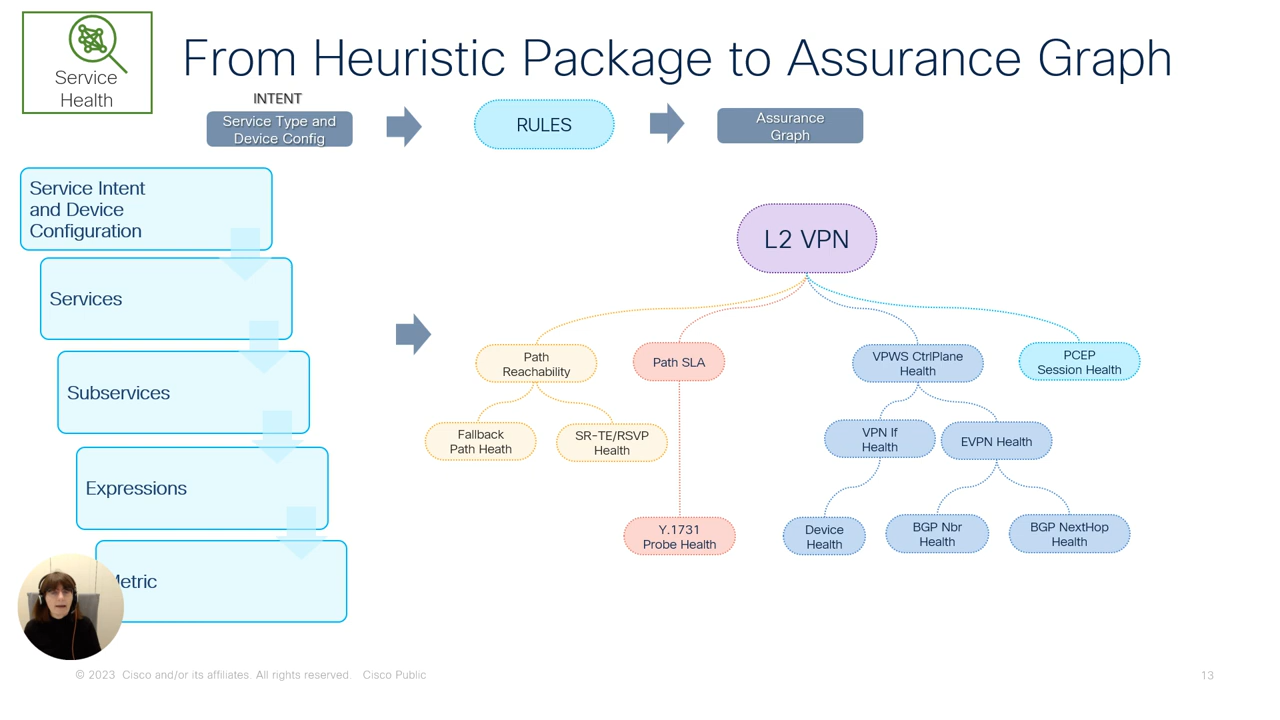 Service
Health
From Heuristic Package to Assurance Graph
INTENT
Service Type and
Device Config
RULES
Assurance
Graph
Service Intent
and Device
Configuration
Services
Subservices
Expressions
Metric
L2 VPN
Path
Reachability
Path SLA
VPWS CtrlPlane
Health
PCEP
Session Health
Fallback
Path Heath
SR-TE/RSVP
Health
VPN If
Health
EVPN Health
Y.1731
Probe Health
Device
Health
BGP Nbr
Health
BGP NextHop
Health
© 2023 Cisco and/or its affiliates. All rights reserved. Cisco Public
13